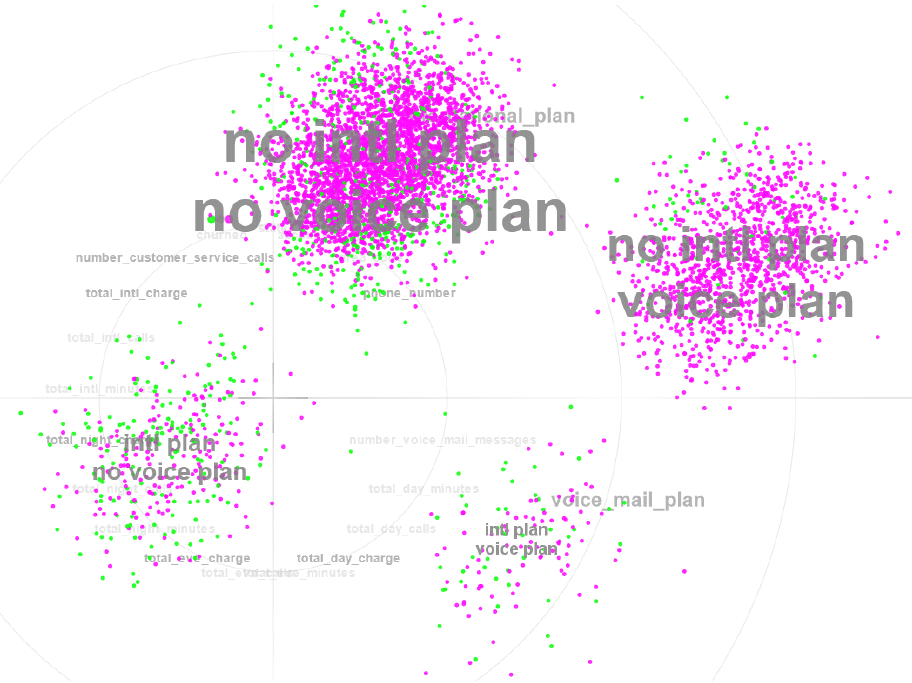 no intl plan
no voice plan
number_customer_service_calls
total_intl_charge
phone_number
total_intl_calls
total_intl_minutes
no intl plan
voice plan
intl plan
no voice plan
number_voice_mail_messages
total_day_minutes
voice_mail_plan
total_day_calls
intl plan
voice plan
total_eve_charge
total_day_charge